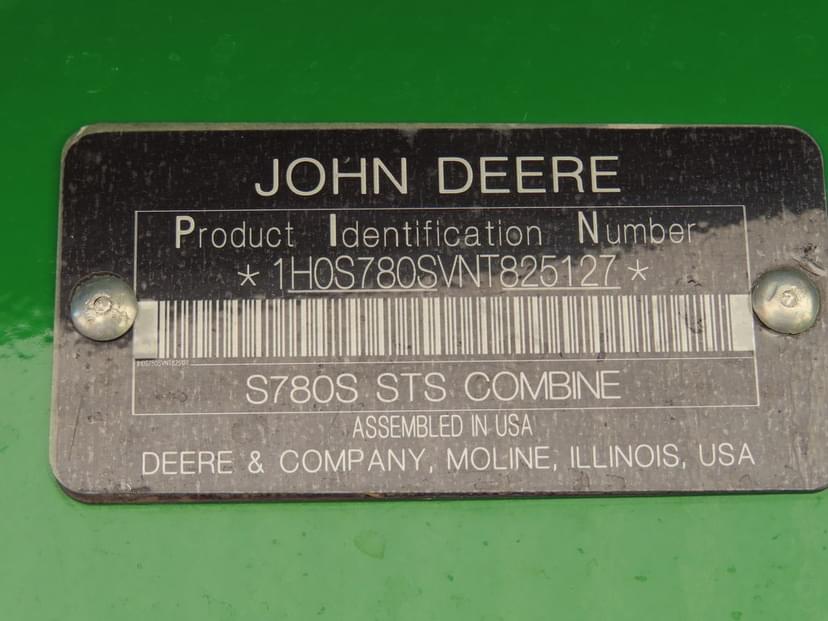 JOHN DEERE
Product Identification Number
*1H0S780SVNT825127*
S780S STS COMBINE
ASSEMBLED IN USA
DEERE & COMPANY, MOLINE, ILLINOIS, USA